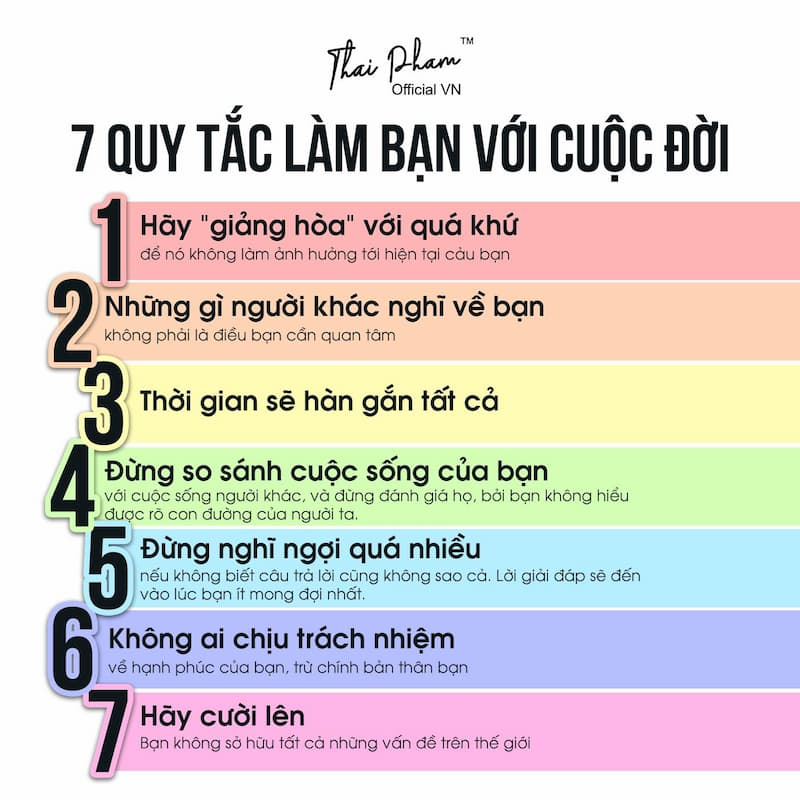 Thai Pham™
Official VN
7 QUY TẮC LÀM BẠN VỚI CUỘC ĐỜI
1
Hãy "giảng hòa" với quá khứ
để nó không làm ảnh hưởng tới hiện tại cảu bạn
2
Những gì người khác nghĩ về bạn
không phải là điều bạn cần quan tâm
3
Thời gian sẽ hàn gắn tất cả
4
Đừng so sánh cuộc sống của bạn
với cuộc sống người khác, và đừng đánh giá họ, bởi bạn không hiểu
được rõ con đường của người ta.
5
Đừng nghĩ ngợi quá nhiều
nếu không biết câu trả lời cũng không sao cả. Lời giải đáp sẽ đến
vào lúc bạn ít mong đợi nhất.
6
Không ai chịu trách nhiệm
về hạnh phúc của bạn, trừ chính bản thân bạn
7
Hãy cười lên
Bạn không sở hữu tất cả những vấn đề trên thế giới